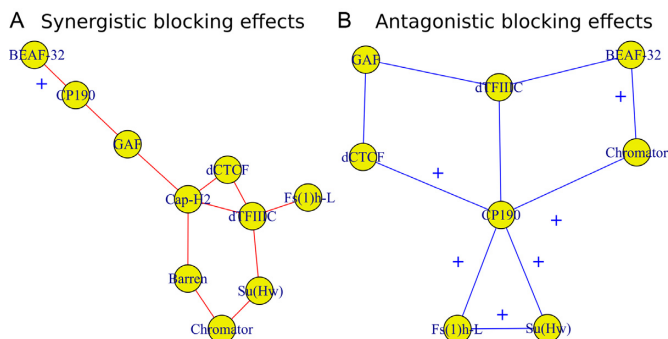 A Synergistic blocking effects
BEAF-32
+
CP190
GAF
dCTCF
Cap-H2
Fs(1)h-L
dTFIIIC
Barren
Su(Hw)
Chromator
B Antagonistic blocking effects
GAF
BEAF-32
dTFIIIC
+
dCTCF
Chromator
+
CP190
+
+
+
+
Fs(1)h-L
Su(Hw)